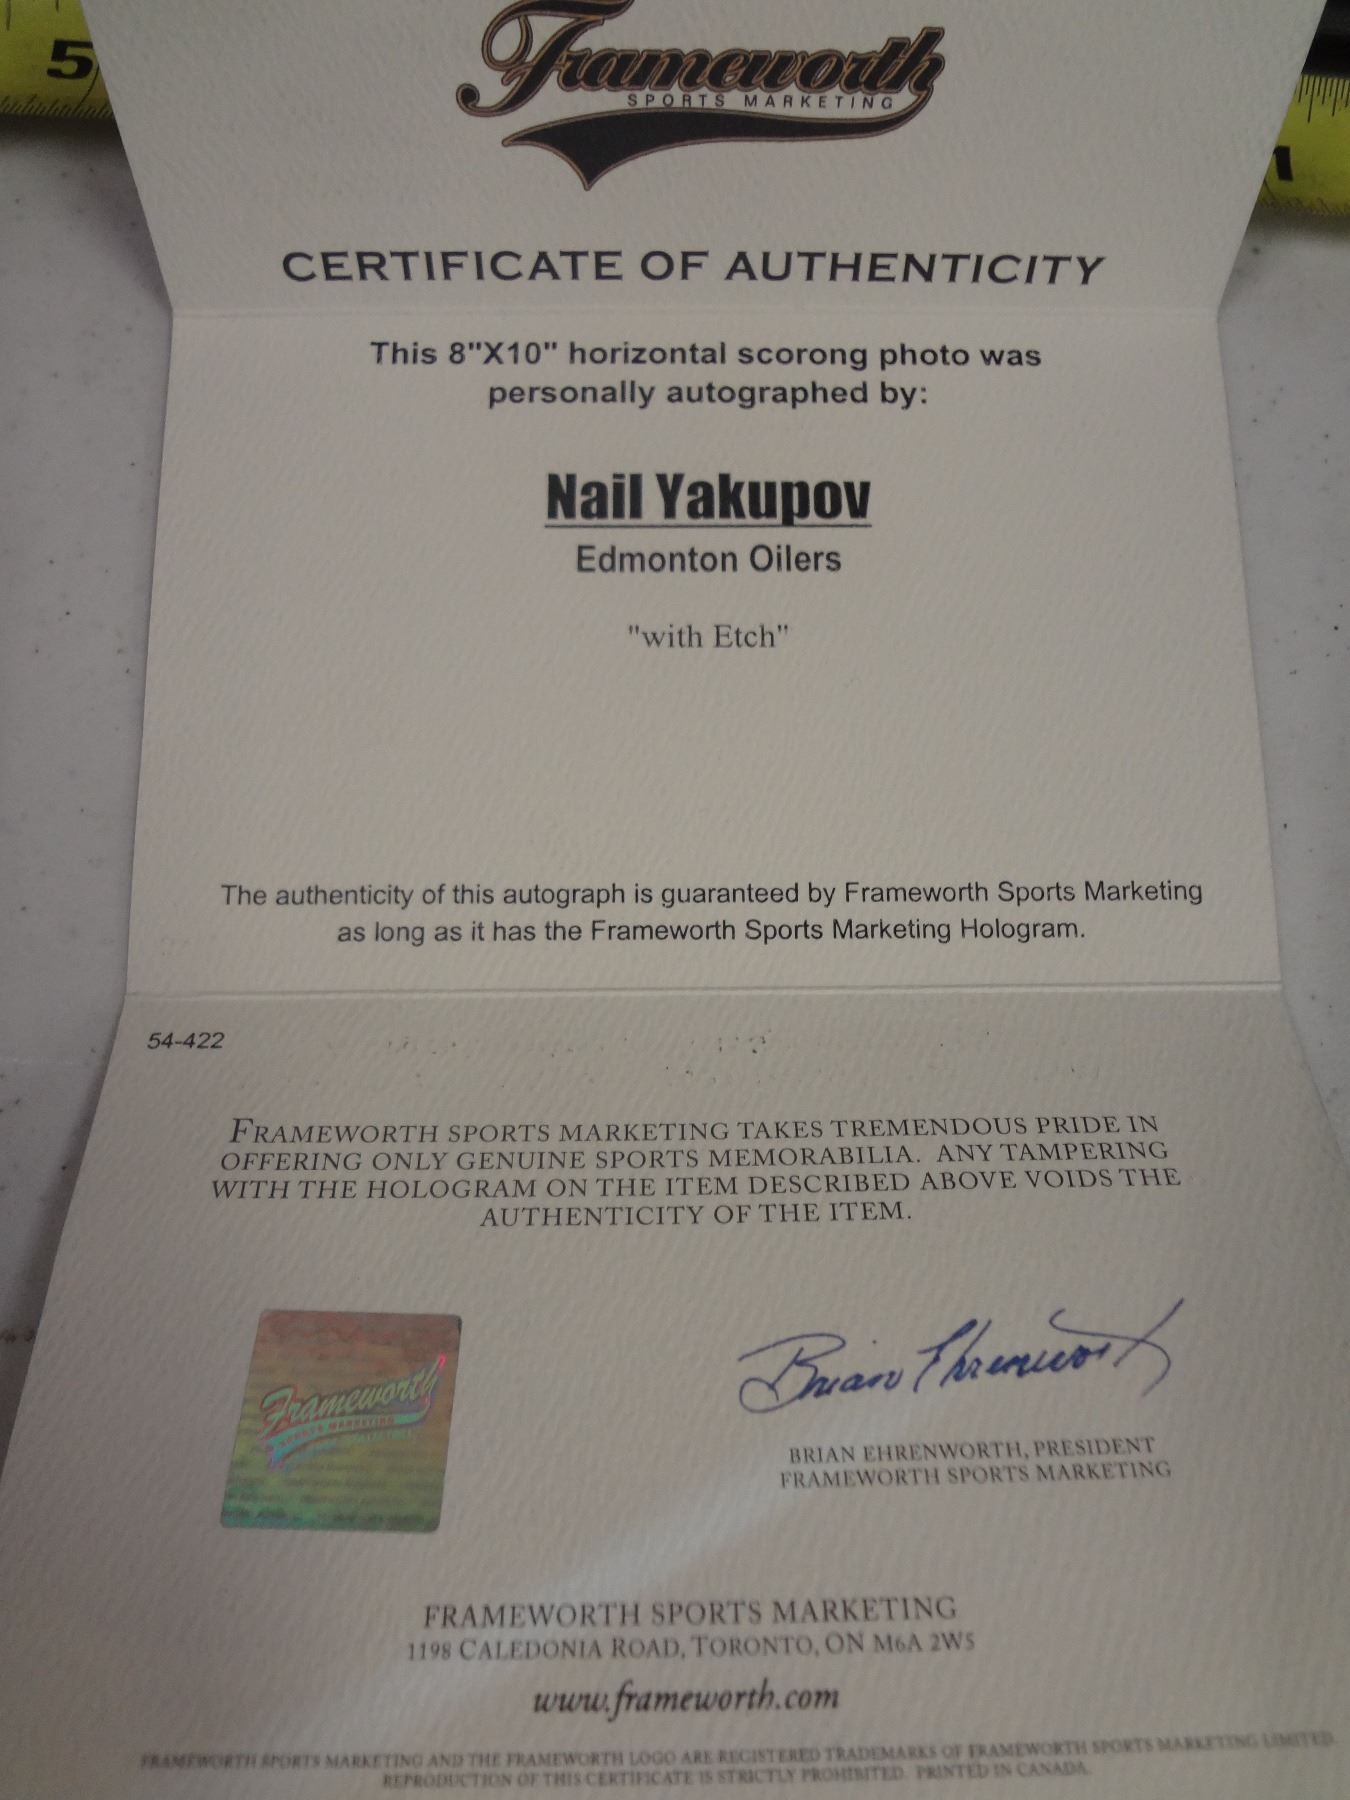 5
1
Frameworth
SPORTS MARKETING
CERTIFICATE OF AUTHENTICITY
This 8"X10" horizontal scorong photo was
personally autographed by:
Nail Yakupov
Edmonton Oilers
"with Etch"
The authenticity of this autograph is guaranteed by Frameworth Sports Marketing
as long as it has the Frameworth Sports Marketing Hologram.
54-422
FRAMEWORTH SPORTS MARKETING TAKES TREMENDOUS PRIDE IN
OFFERING ONLY GENUINE SPORTS MEMORABILIA. ANY TAMPERING
WITH THE HOLOGRAM ON THE ITEM DESCRIBED ABOVE VOIDS THE
AUTHENTICITY OF THE ITEM.
Frameworth
SPORTS MARKETING
Brian Ehrenworth
BRIAN EHRENWORTH, PRESIDENT
FRAMEWORTH SPORTS MARKETING
FRAMEWORTH SPORTS MARKETING
1198 CALEDONIA ROAD, TORONTO, ON M6A 2W5
www.frameworth.com
FRAMEWORTH SPORTS MARKETING AND THE FRAMEWORTH LOGO ARE REGISTERED TRADEMARKS OF FRAMEWORTH SPORTS MARKETING LIMITED.
REPRODUCTION OF THIS CERTIFICATE IS STRICTLY PROHIBITED. PRINTED IN CANADA.